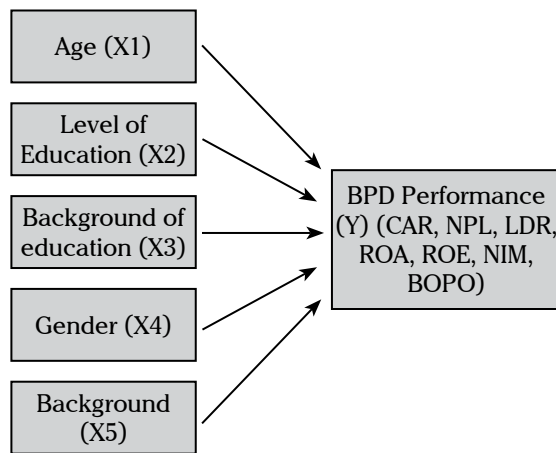 Age (X1)
Level of
Education (X2)
Background of
education (X3)
Gender (X4)
Background
(X5)
BPD Performance
(Y) (CAR, NPL, LDR,
ROA, ROE, NIM,
BOPO)